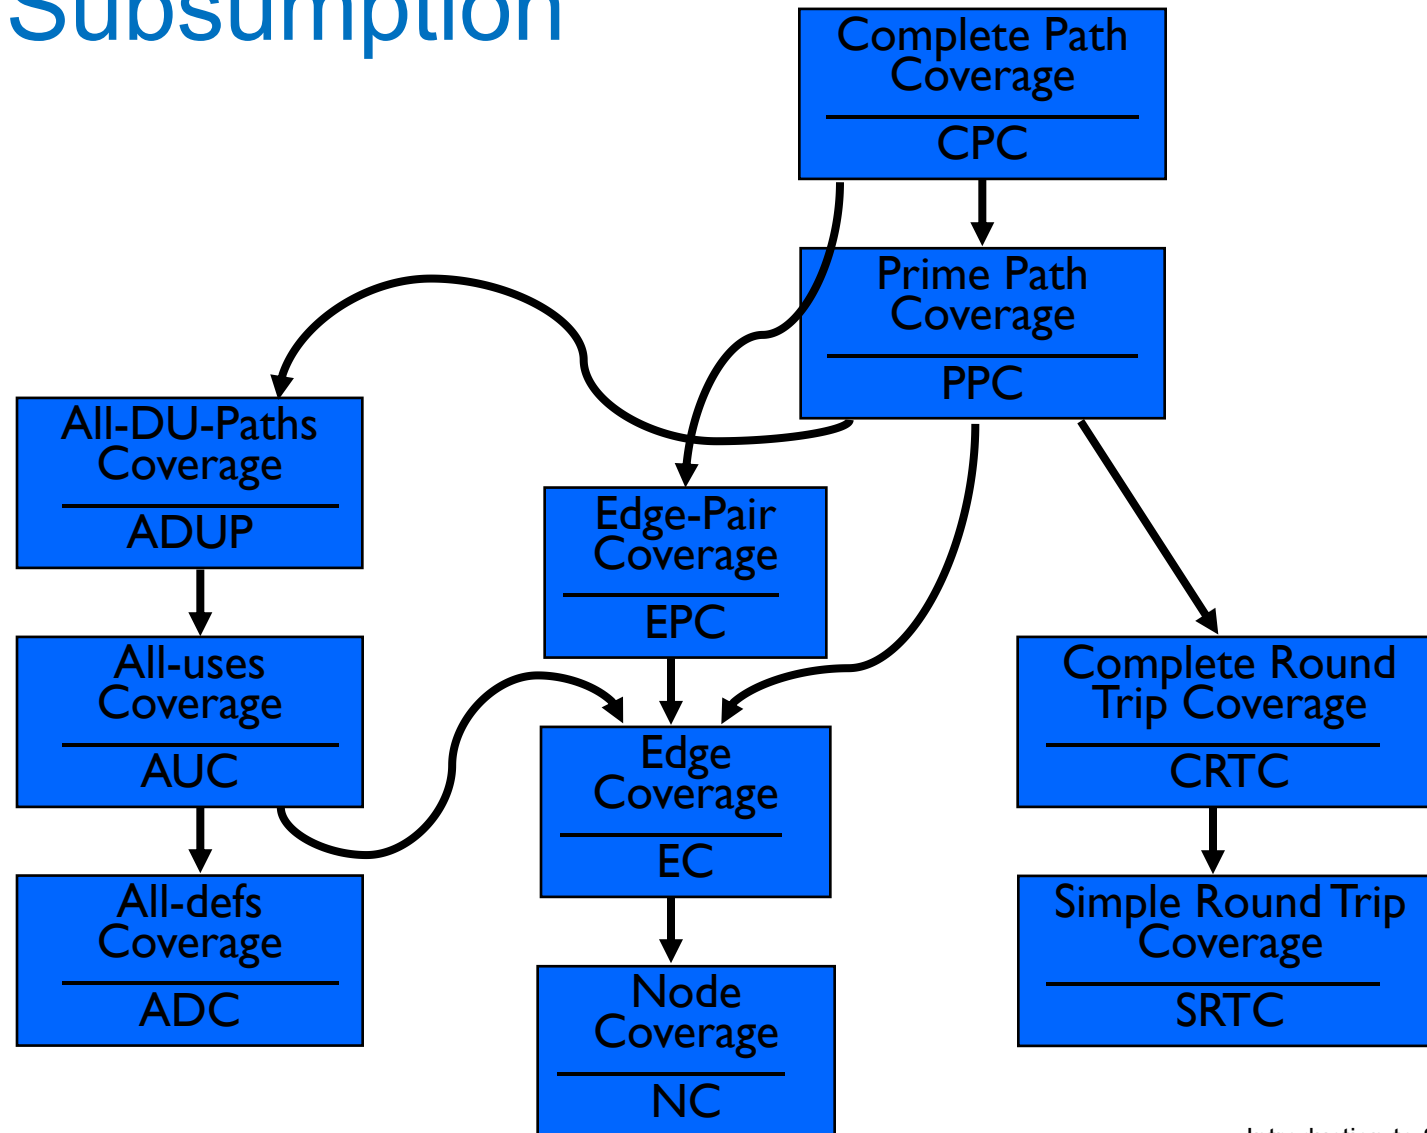 Subsumption
Complete Path
Coverage
CPC
Prime Path
Coverage
PPC
All-DU-Paths
Coverage
ADUP
Edge-Pair
Coverage
EPC
All-uses
Coverage
AUC
Complete Round
Trip Coverage
CRTC
Edge
Coverage
EC
All-defs
Coverage
ADC
Simple Round Trip
Coverage
SRTC
Node
Coverage
NC